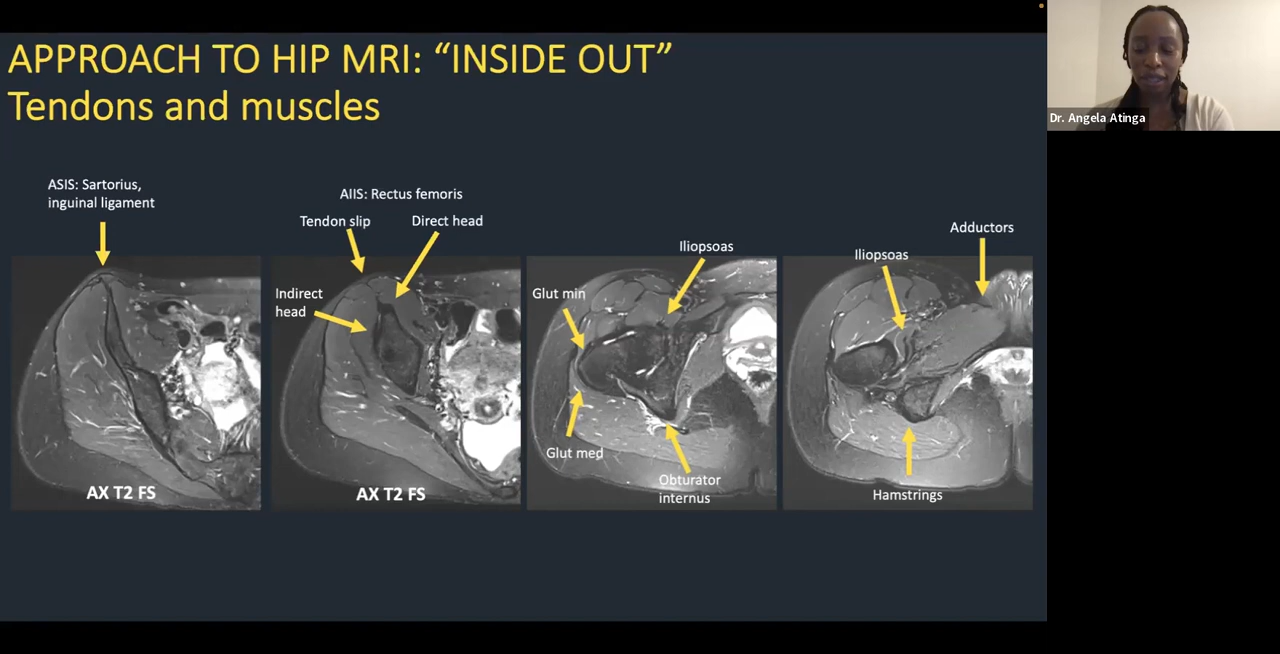 APPROACH TO HIP MRI: “INSIDE OUT”
Tendons and muscles
Dr. Angela Atinga
ASIS: Sartorius,
inguinal ligament
AIIS: Rectus femoris
Tendon slip
Direct head
Indirect
head
Iliopsoas
Glut min
Glut med
Obturator
internus
Iliopsoas
Adductors
Hamstrings
AX T2 FS
AX T2 FS